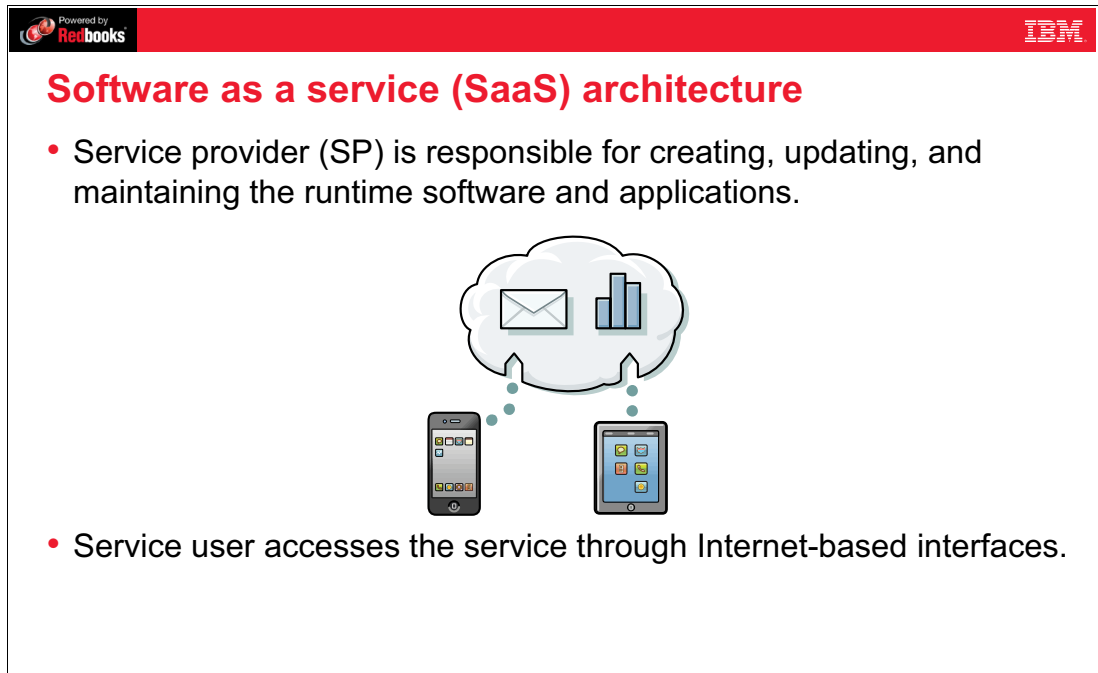 Powered by
Redbooks
IBM.
Software as a service (SaaS) architecture
• Service provider (SP) is responsible for creating, updating, and
maintaining the runtime software and applications.
• Service user accesses the service through Internet-based interfaces.